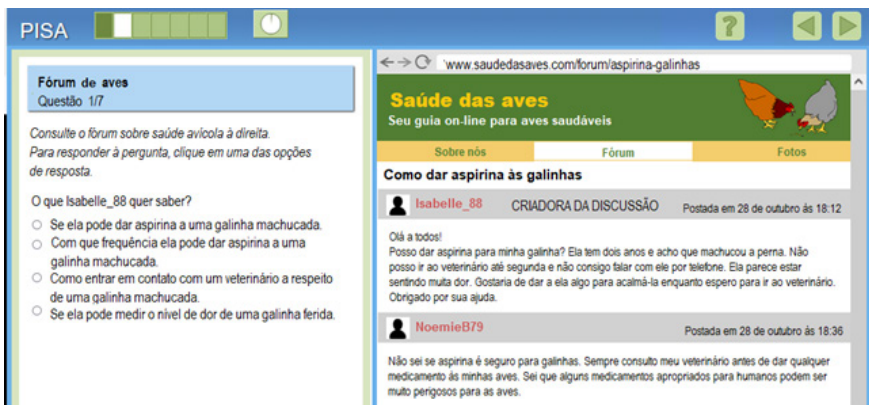 PISA
?
Fórum de aves
Questão 1/7
Consulte o fórum sobre saúde avícola à direita.
Para responder à pergunta, clique em uma das opções
de resposta.
O que Isabelle_88 quer saber?
Se ela pode dar aspirina a uma galinha machucada.
Com que frequência ela pode dar aspirina a uma
galinha machucada.
Como entrar em contato com um veterinário a respeito
de uma galinha machucada.
Se ela pode medir o nível de dor de uma galinha ferida.
www.saudedasaves.com/forum/aspirina-galinhas
Saúde das aves
Seu guia on-line para aves saudáveis
Sobre nós Fórum Fotos
Como dar aspirina às galinhas
Isabelle_88 CRIADORA DA DISCUSSÃO Postada em 28 de outubro às 18:12
Olá a todos!
Posso dar aspirina para minha galinha? Ela tem dois anos e acho que machucou a perna. Não
posso ir ao veterinário até segunda e não consigo falar com ele por telefone. Ela parece estar
sentindo muita dor. Gostaria de dar a ela algo para acalmá-la enquanto espero para ir ao veterinário.
Obrigado por sua ajuda.
NoemieB79 Postada em 28 de outubro às 18:36
Não sei se aspirina é seguro para galinhas. Sempre consulto meu veterinário antes de dar qualquer
medicamento ás minhas aves. Sei que alguns medicamentos apropriados para humanos podem ser
muito perigosos para as aves.